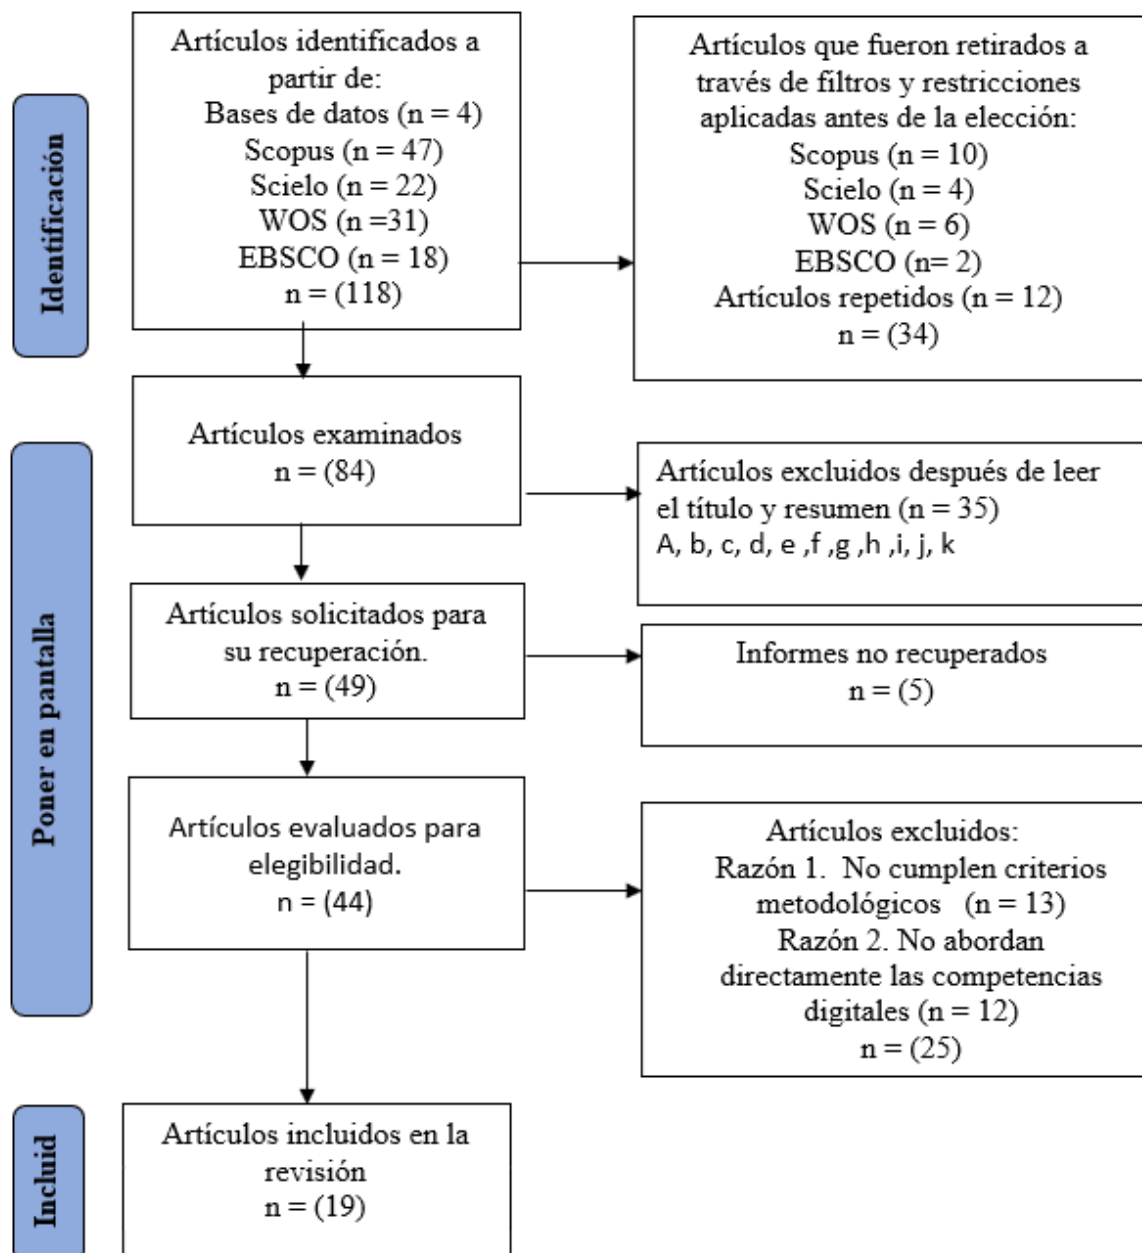 Identificación
Artículos identificados a
partir de:
Bases de datos (n = 4)
Scopus (n = 47)
Scielo (n = 22)
WOS (n =31)
EBSCO (n = 18)
n = (118)
Artículos que fueron retirados a
través de filtros y restricciones
aplicadas antes de la elección:
Scopus (n = 10)
Scielo (n = 4)
WOS (n = 6)
EBSCO (n= 2)
Artículos repetidos (n = 12)
n = (34)
Poner en pantalla
Artículos examinados
n = (84)
Artículos excluidos después de leer
el título y resumen (n = 35)
A, b, c, d, e ,f ,g ,h ,i, j, k
Artículos solicitados para
su recuperación.
n = (49)
Informes no recuperados
n = (5)
Artículos evaluados para
elegibilidad.
n = (44)
Artículos excluidos:
Razón 1.  No cumplen criterios
metodológicos   (n = 13)
Razón 2. No abordan
directamente las competencias
digitales (n = 12)
n = (25)
Incluid
Artículos incluidos en la
revisión
n = (19)